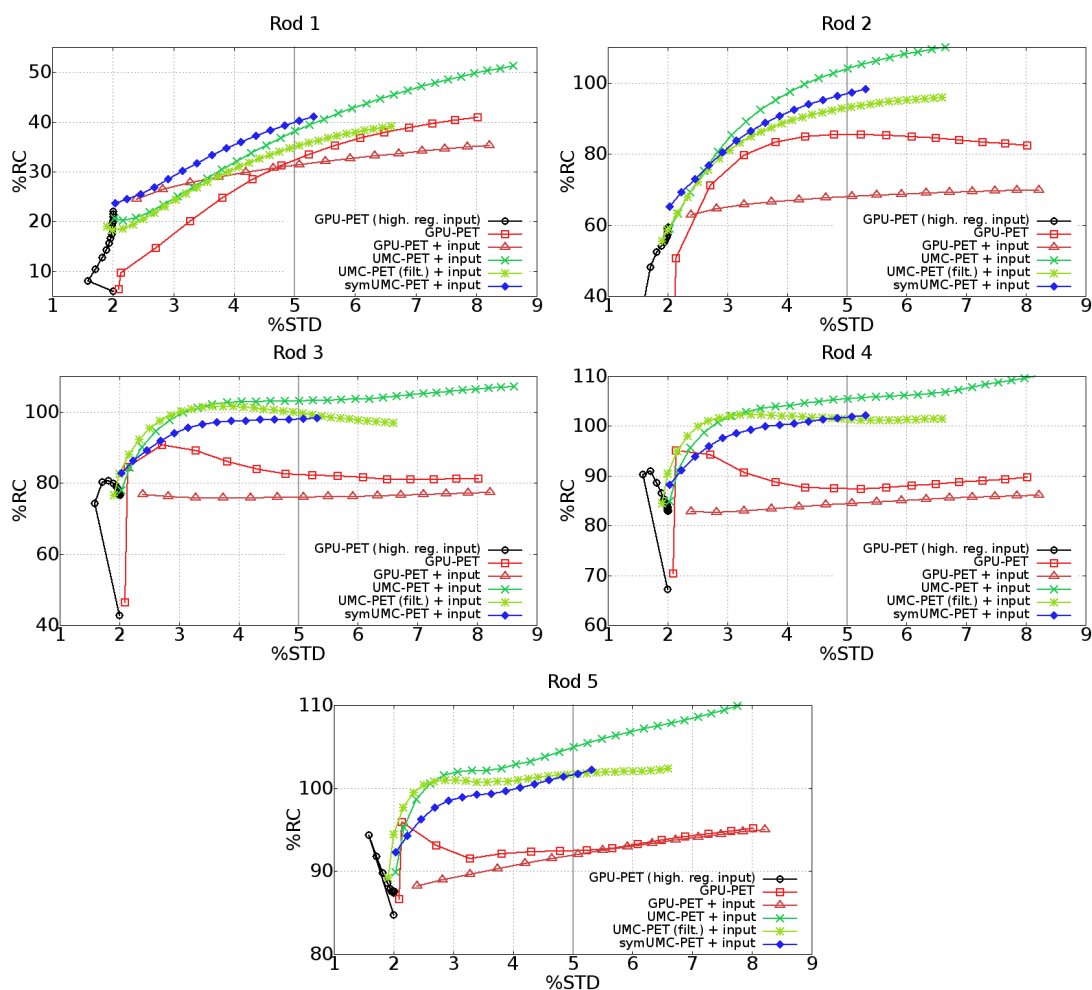 Rod 1
%RC
50
40
30
20
10
GPU-PET (high. reg. input)
GPU-PET
GPU-PET + input
UMC-PET + input
UMC-PET (filt.) + input
symUMC-PET + input
1 2 3 4 5 6 7 8 9
%STD
Rod 2
%RC
100
80
60
40
GPU-PET (high. reg. input)
GPU-PET
GPU-PET + input
UMC-PET + input
UMC-PET (filt.) + input
symUMC-PET + input
1 2 3 4 5 6 7 8 9
%STD
Rod 3
%RC
100
80
60
40
GPU-PET (high. reg. input)
GPU-PET
GPU-PET + input
UMC-PET + input
UMC-PET (filt.) + input
symUMC-PET + input
1 2 3 4 5 6 7 8 9
%STD
Rod 4
%RC
110
100
90
80
70
60
GPU-PET (high. reg. input)
GPU-PET
GPU-PET + input
UMC-PET + input
UMC-PET (filt.) + input
symUMC-PET + input
1 2 3 4 5 6 7 8 9
%STD
Rod 5
%RC
110
100
90
80
GPU-PET (high. reg. input)
GPU-PET
GPU-PET + input
UMC-PET + input
UMC-PET (filt.) + input
symUMC-PET + input
1 2 3 4 5 6 7 8 9
%STD